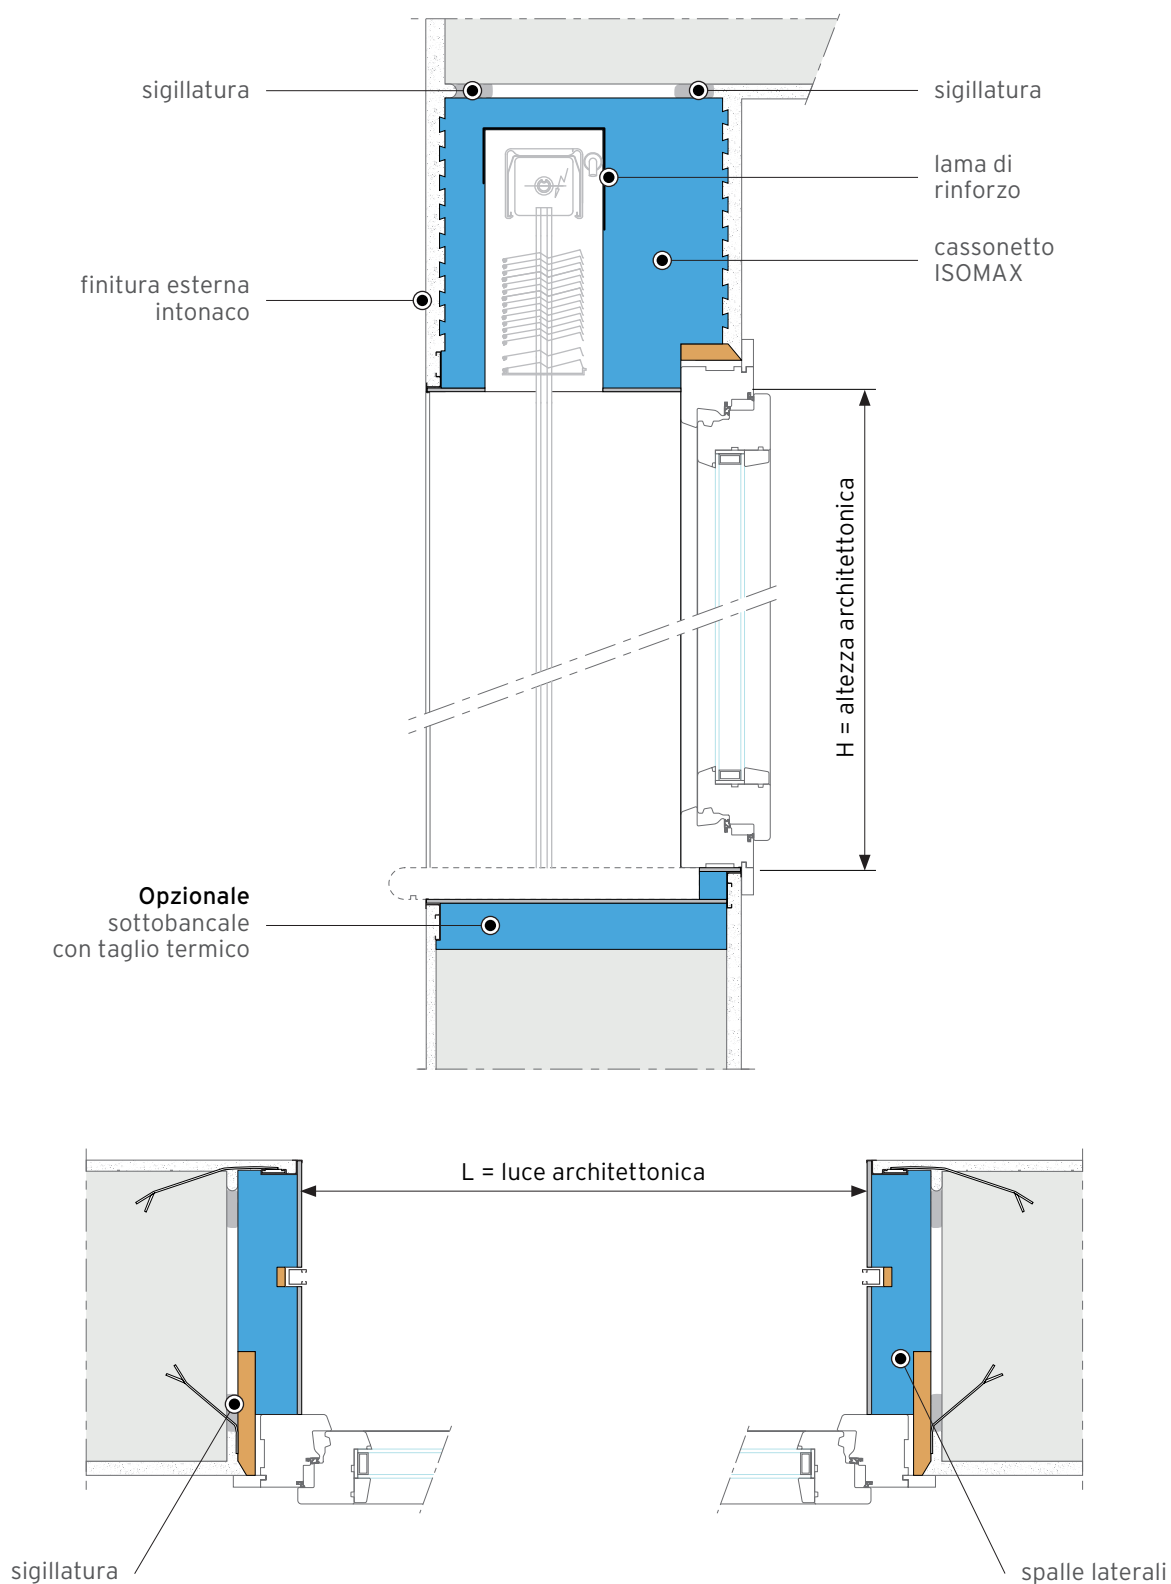 sigillatura
sigillatura
lama di
rinforzo
cassonetto
ISOMAX
finitura esterna
intonaco
H = altezza architettonica
Opzionale
sottobancale
con taglio termico
L = luce architettonica
sigillatura
spalle laterali